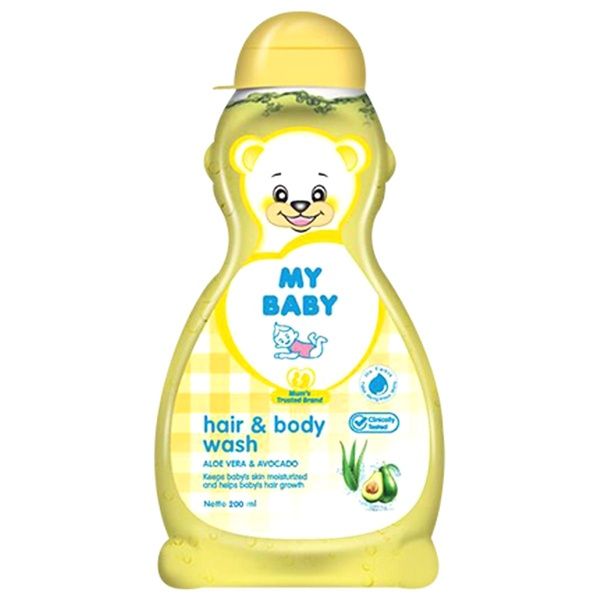 MY
BABY
Mum's
Trusted Brand
hair & body
wash
Clinically
Tested
ALOE VERA & AVOCADO
Keeps baby's skin moisturized
and helps baby's hair growth
Netto 200 ml